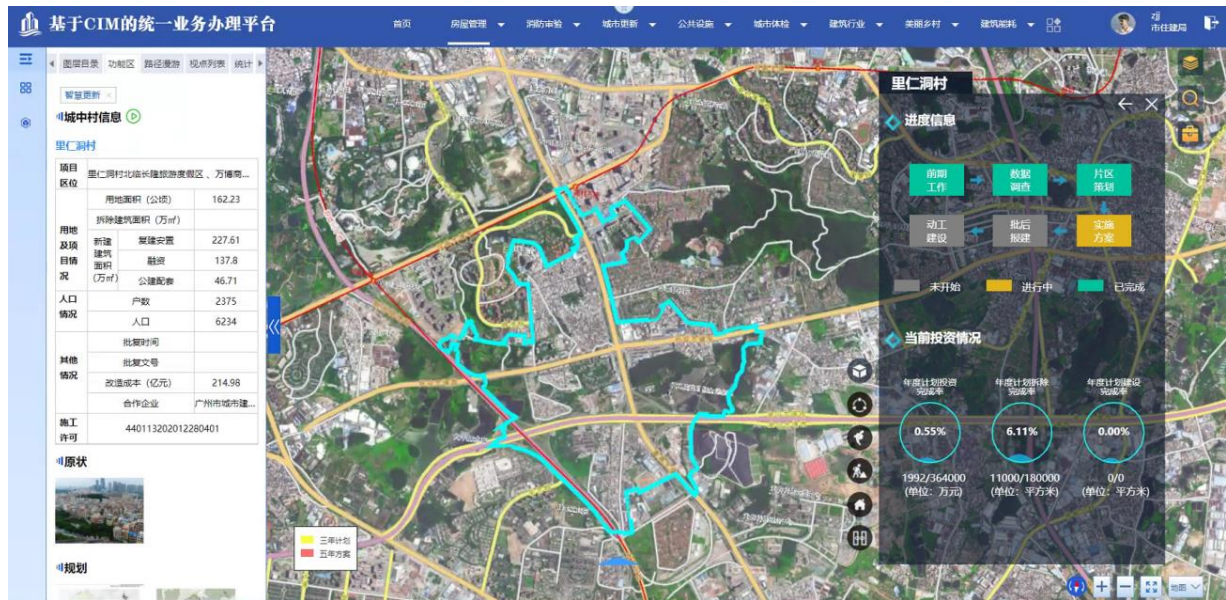 基于CIM的统一业务办理平台
首页
房屋管理
消防审验
城市更新
公共设施
城市体检
建筑行业
美丽乡村
建筑能耗
zjj
市住建局
图层目录 功能区 路径漫游 视点列表 统计
智慧更新 ×
城中村信息
里仁洞村
项目区位
里仁洞村北临长隆旅游度假区、万博商...
用地及项目情况
用地面积（公顷） 162.23
拆除建筑面积（万㎡）
新建建筑面积（万㎡）
复建安置 227.61
融资 137.8
公建配套 46.71
人口情况
户数 2375
人口 6234
其他情况
批复时间
批复文号
改造成本（亿元） 214.98
合作企业 广州市城市建...
施工许可
440113202012280401
原状
规划
三年计划
五年方案
里仁洞村
进度信息
前期工作
数据调查
片区策划
动工建设
批后报建
实施方案
未开始
进行中
已完成
当前投资情况
年度计划投资完成率
年度计划拆除完成率
年度计划建设完成率
0.55%
6.11%
0.00%
1992/364000
(单位：万元)
11000/180000
(单位：平方米)
0/0
(单位：平方米)
地图